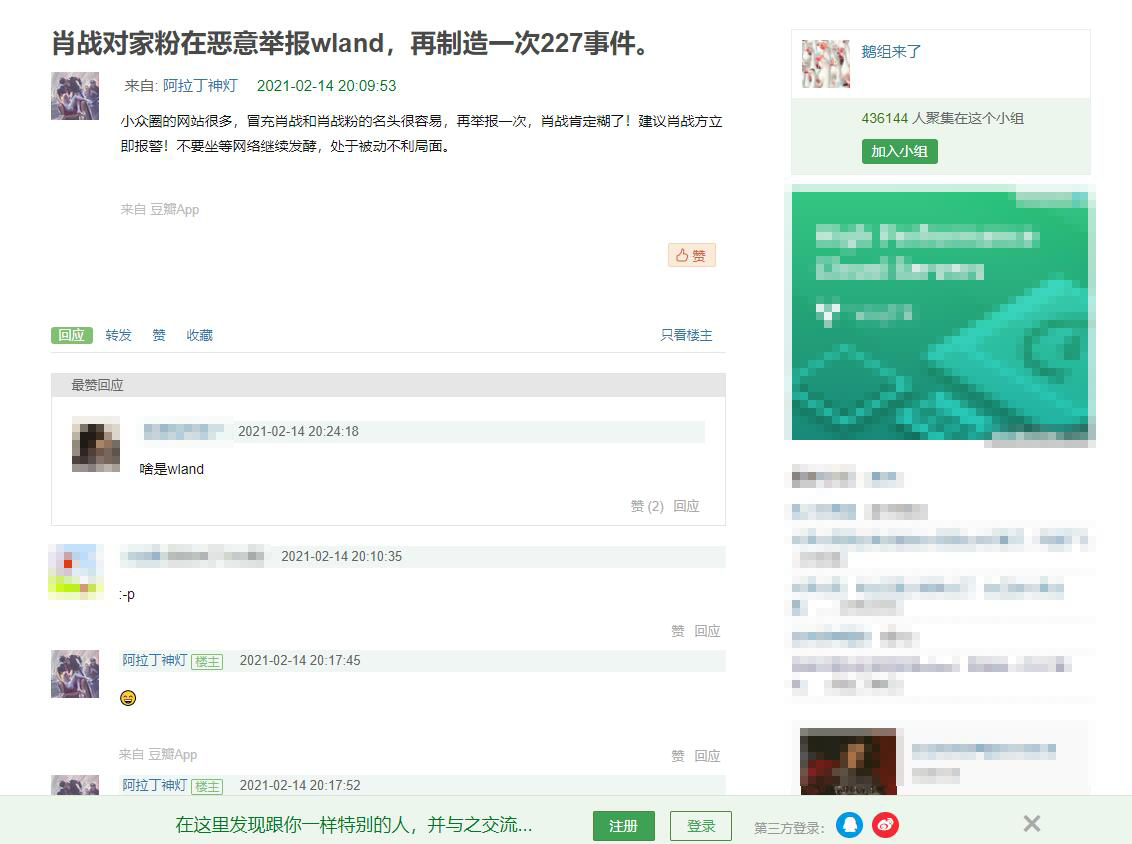 肖战对家粉在恶意举报wland，再制造一次227事件。
来自: 阿拉丁神灯 2021-02-14 20:09:53
小众圈的网站很多，冒充肖战和肖战粉的名头很容易，再举报一次，肖战肯定糊了！建议肖战方立
即报警！不要坐等网络继续发酵，处于被动不利局面。
来自 豆瓣App
赞
回应 转发 赞 收藏 只看楼主
最赞回应
2021-02-14 20:24:18
啥是wland
赞 (2) 回应
2021-02-14 20:10:35
:-p
赞 回应
阿拉丁神灯 楼主 2021-02-14 20:17:45
来自 豆瓣App 赞 回应
阿拉丁神灯 楼主 2021-02-14 20:17:52
鹅组来了
436144 人聚集在这个小组
加入小组
在这里发现跟你一样特别的人，并与之交流... 注册 登录 第三方登录：